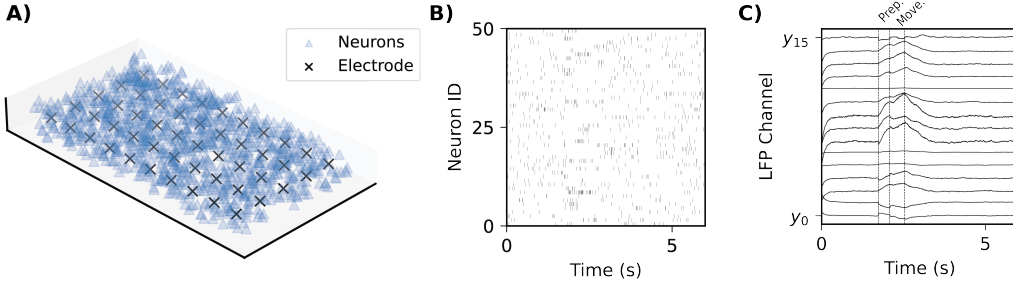 A)
Neurons
Electrode
B)
50
25
0
Neuron ID
0
5
Time (s)
C)
Prep.
Move.
y15
y0
LFP Channel
0
5
Time (s)